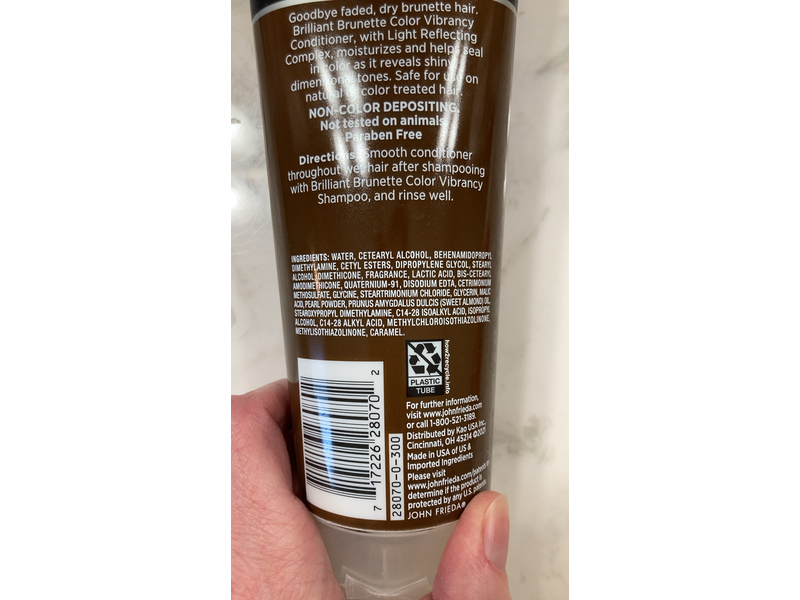 Goodbye faded, dry brunette hair.
Brilliant Brunette Color Vibrancy
Conditioner, with Light Reflecting
Complex, moisturizes and helps seal
in color as it reveals shiny,
dimensional tones. Safe for use on
natural or color treated hair.
NON-COLOR DEPOSITING.
Not tested on animals.
Paraben Free
Directions: Smooth conditioner
throughout wet hair after shampooing
with Brilliant Brunette Color Vibrancy
Shampoo, and rinse well.
INGREDIENTS: WATER, CETEARYL ALCOHOL, BEHENAMIDOPROPYL
DIMETHYLAMINE, CETYL ESTERS, DIPROPYLENE GLYCOL, STEARYL
ALCOHOL, DIMETHICONE, FRAGRANCE, LACTIC ACID, BIS-CETEARYL
AMODIMETHICONE, QUATERNIUM-91, DISODIUM EDTA, CETRIMONIUM
METHOSULFATE, GLYCINE, STEARTRIMONIUM CHLORIDE, GLYCERIN, MALIC
ACID, PEARL POWDER, PRUNUS AMYGDALUS DULCIS (SWEET ALMOND) OIL,
STEAROXYPROPYL DIMETHYLAMINE, C14-28 ISOALKYL ACID, ISOPROPYL
ALCOHOL, C14-28 ALKYL ACID, METHYLCHLOROISOTHIAZOLINONE,
METHYLISOTHIAZOLINONE, CARAMEL.
how2recycle.info
PLASTIC
TUBE
7 17226 28070 2
28070-0-300
For further information,
visit www.johnfrieda.com
or call 1-800-521-3189.
Distributed by Kao USA Inc.,
Cincinnati, OH 45214 ©2021
Made in USA of US &
Imported Ingredients
Please visit
www.johnfrieda.com/patents to
determine if the product is
protected by any U.S. patents.
JOHN FRIEDA®